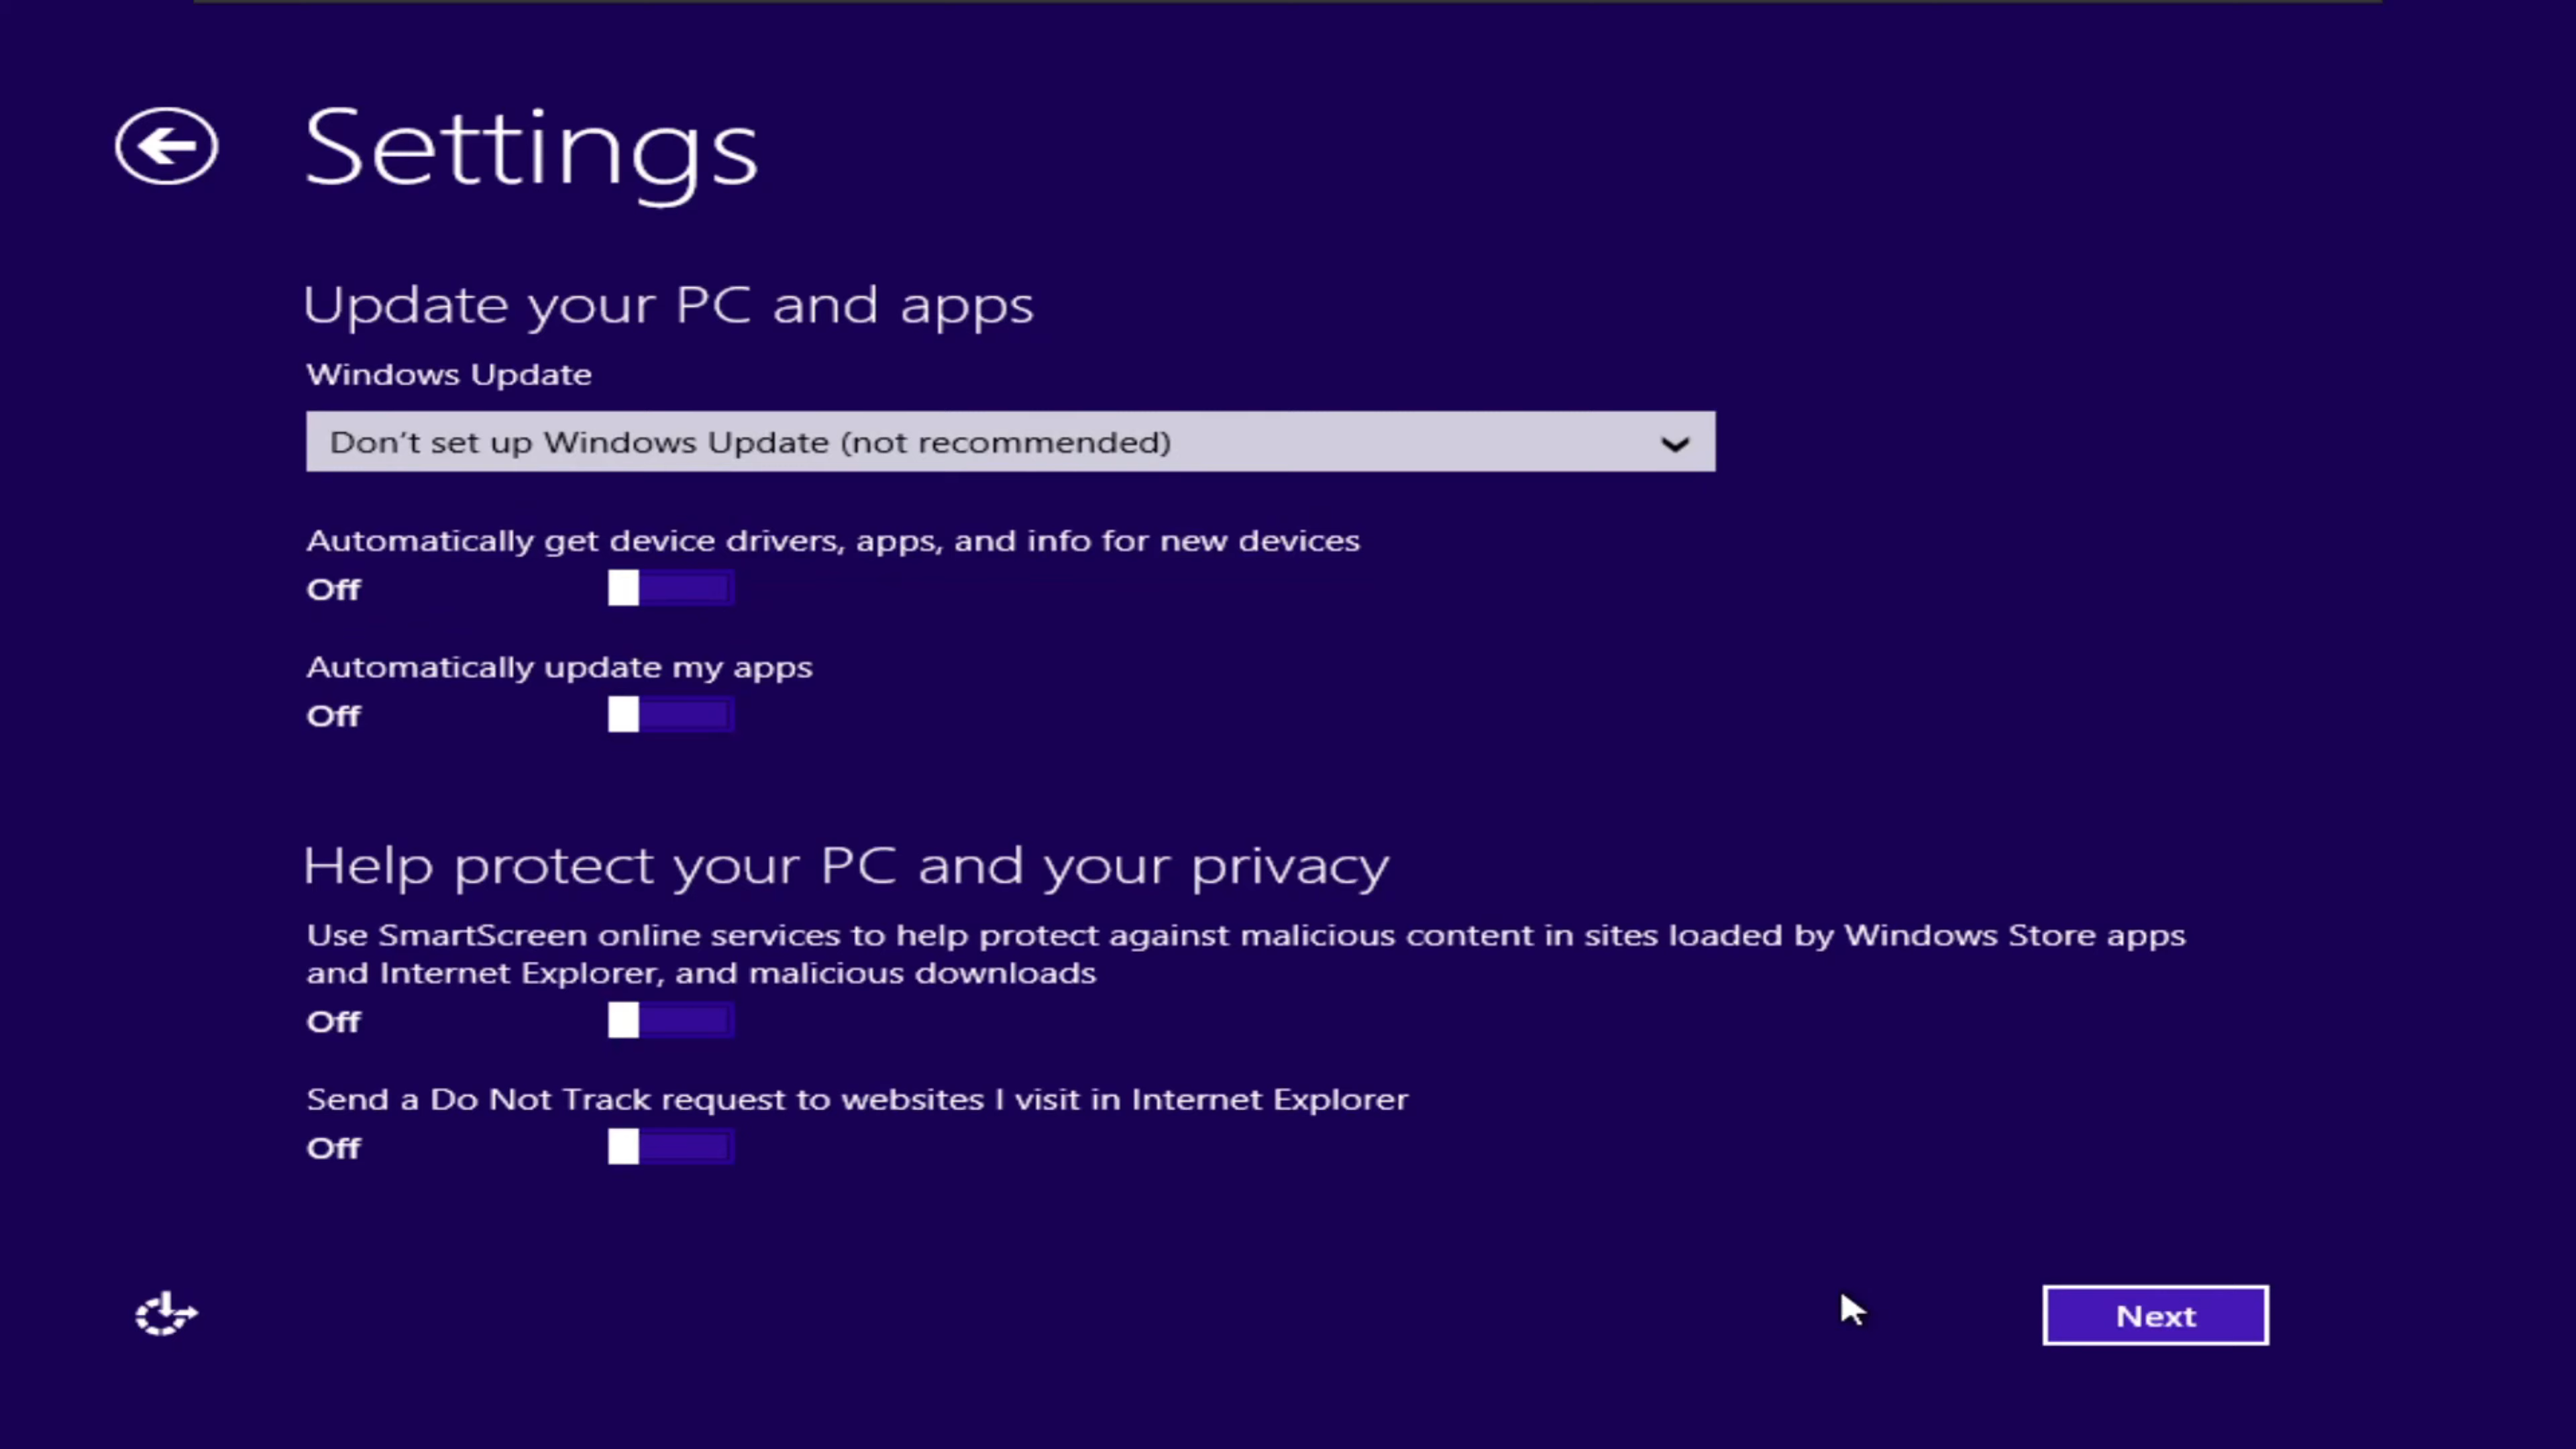 Settings
Update your PC and apps
Windows Update
Don't set up Windows Update (not recommended)
Automatically get device drivers, apps, and info for new devices
Off
Automatically update my apps
Off
Help protect your PC and your privacy
Use SmartScreen online services to help protect against malicious content in sites loaded by Windows Store apps
and Internet Explorer, and malicious downloads
Off
Send a Do Not Track request to websites I visit in Internet Explorer
Off
Next